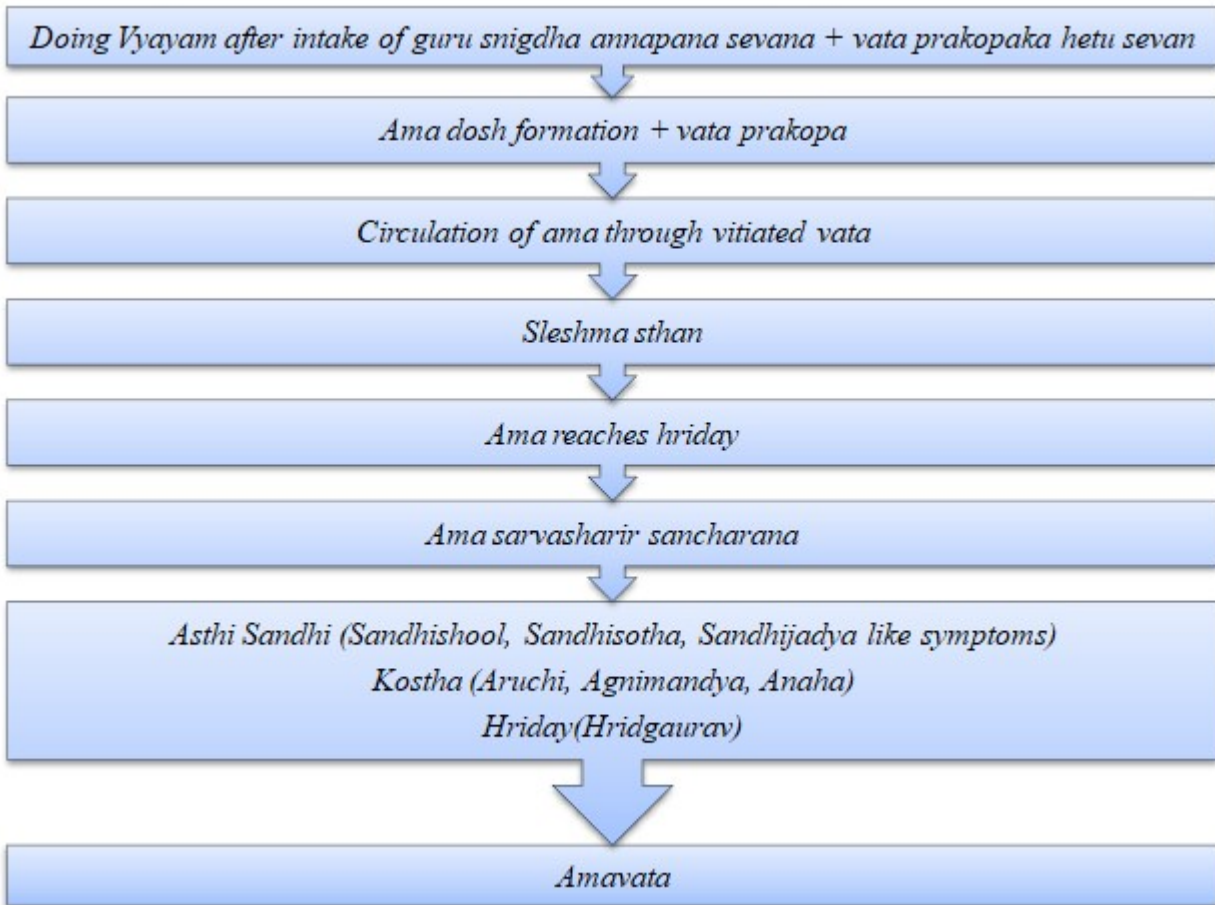 Doing Vyayam after intake of guru snigdha annapana sevana + vata prakopaka hetu sevan
Ama dosh formation + vata prakopa
Circulation of ama through vitiated vata
Sleshma sthan
Ama reaches hriday
Ama sarvasharir sancharana
Asthi Sandhi (Sandhishool, Sandhisotha, Sandhijadya like symptoms)
Kostha (Aruchi, Agnimandya, Anaha)
Hriday(Hridgaurav)
Amavata